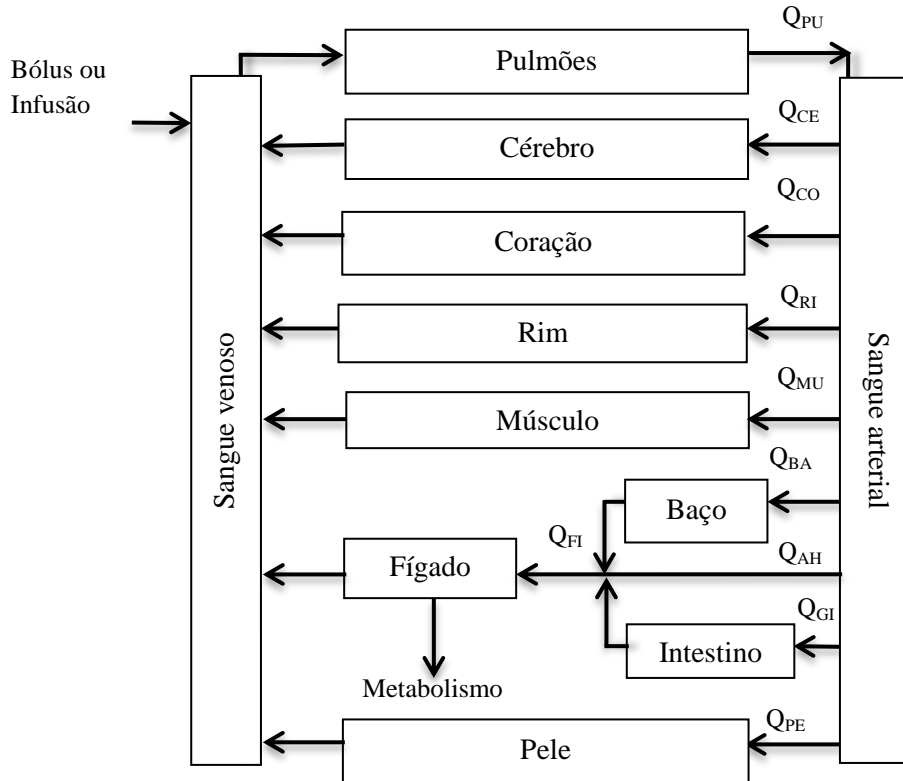 Q_PU
Pulmões
Bólus ou
Infusão
Q_CE
Cérebro
Q_CO
Coração
Q_RI
Rim
Q_MU
Músculo
Sangue venoso
Sangue arterial
Q_BA
Baço
Q_FI
Q_AH
Fígado
Q_GI
Intestino
Metabolismo
Q_PE
Pele